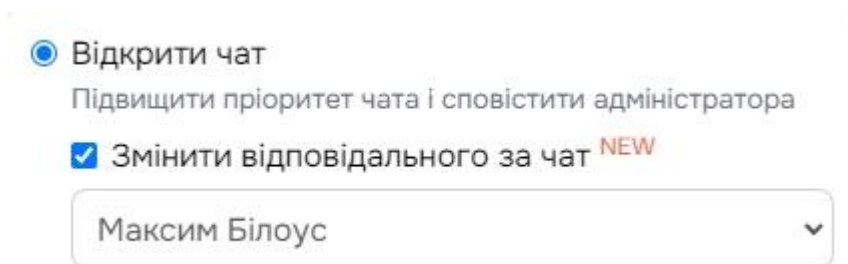 Відкрити чат
Підвищити пріоритет чата і сповістити адміністратора
Змінити відповідального за чат NEW
Максим Білоус